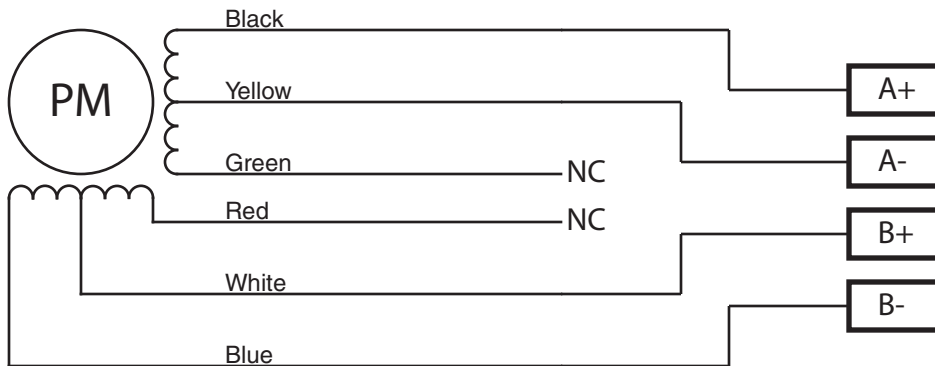 Black
PM
Yellow
A+
Green
NC
A-
Red
NC
B+
White
B-
Blue